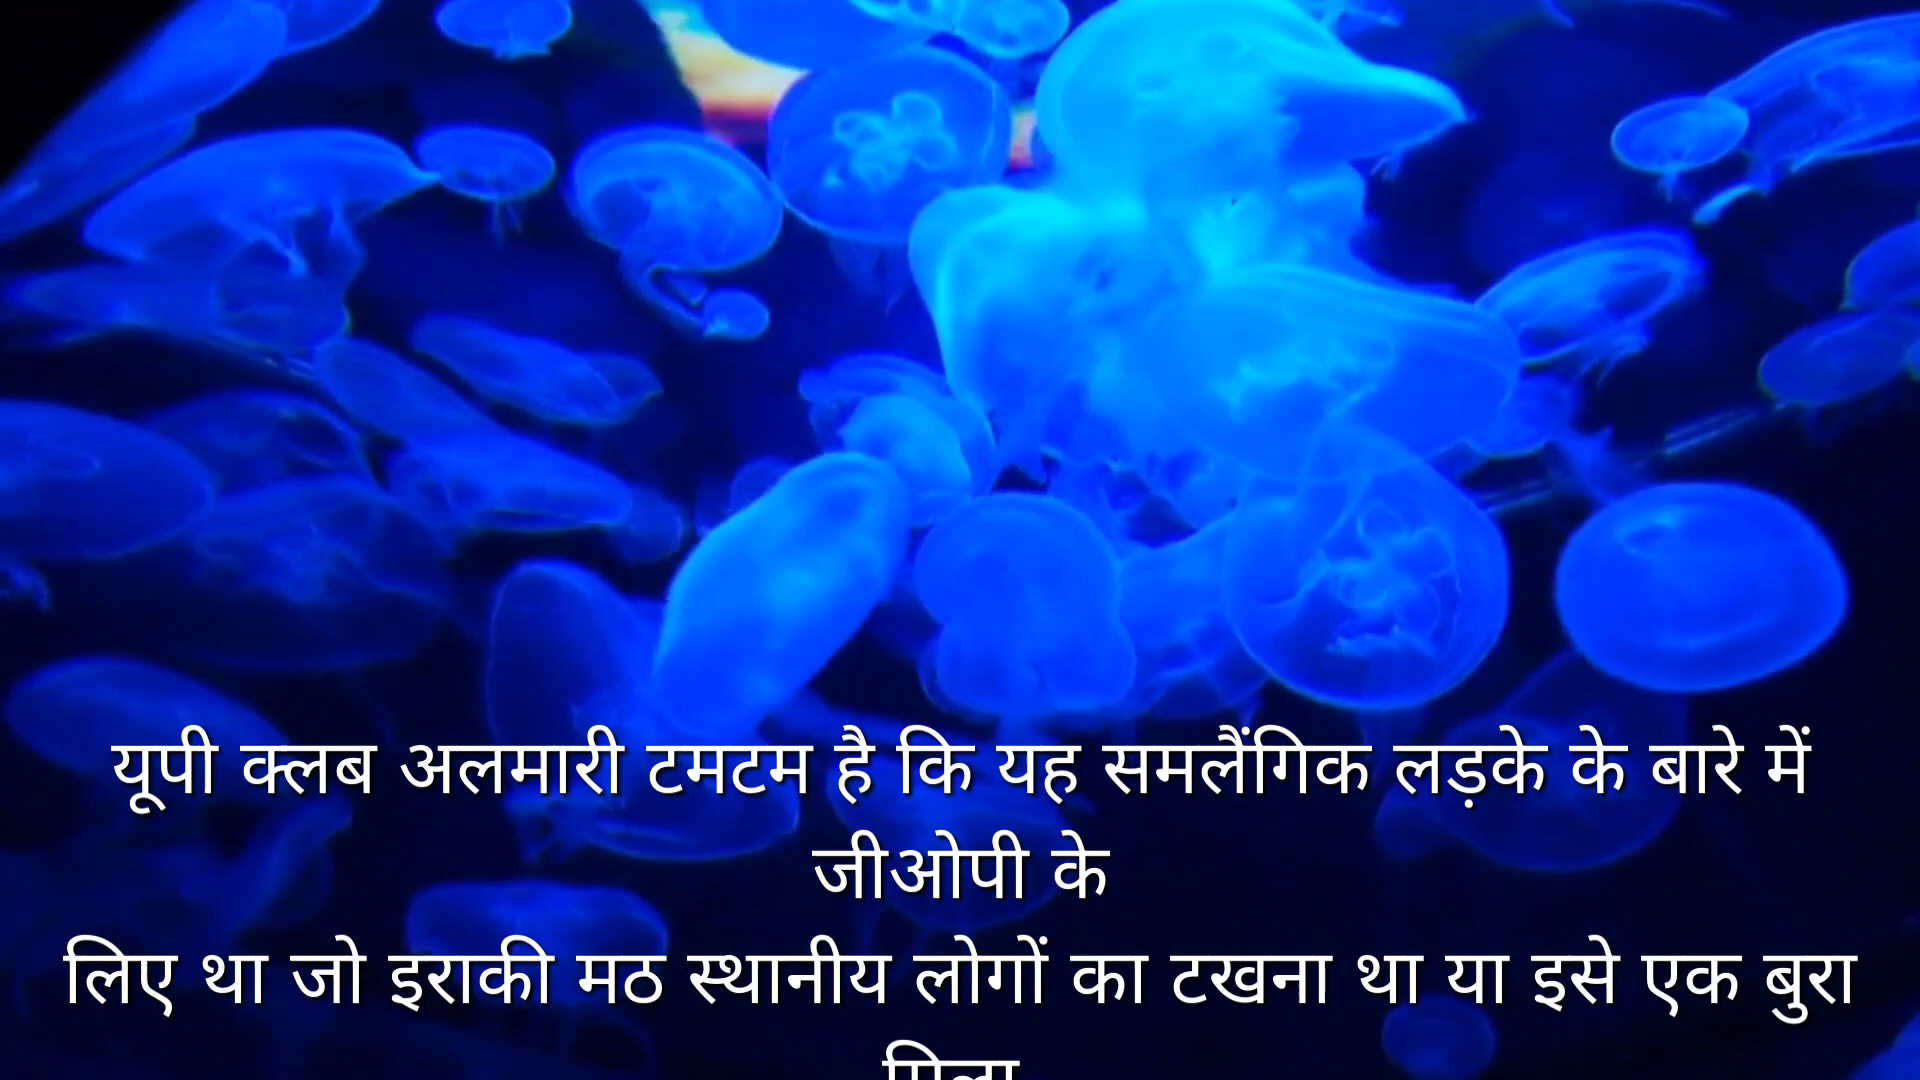 यूपी क्लब अलमारी टमटम है कि यह समलैंगिक लड़के के बारे में
जीओपी के
लिए था जो इराकी मठ स्थानीय लोगों का टखना था या इसे एक बुरा